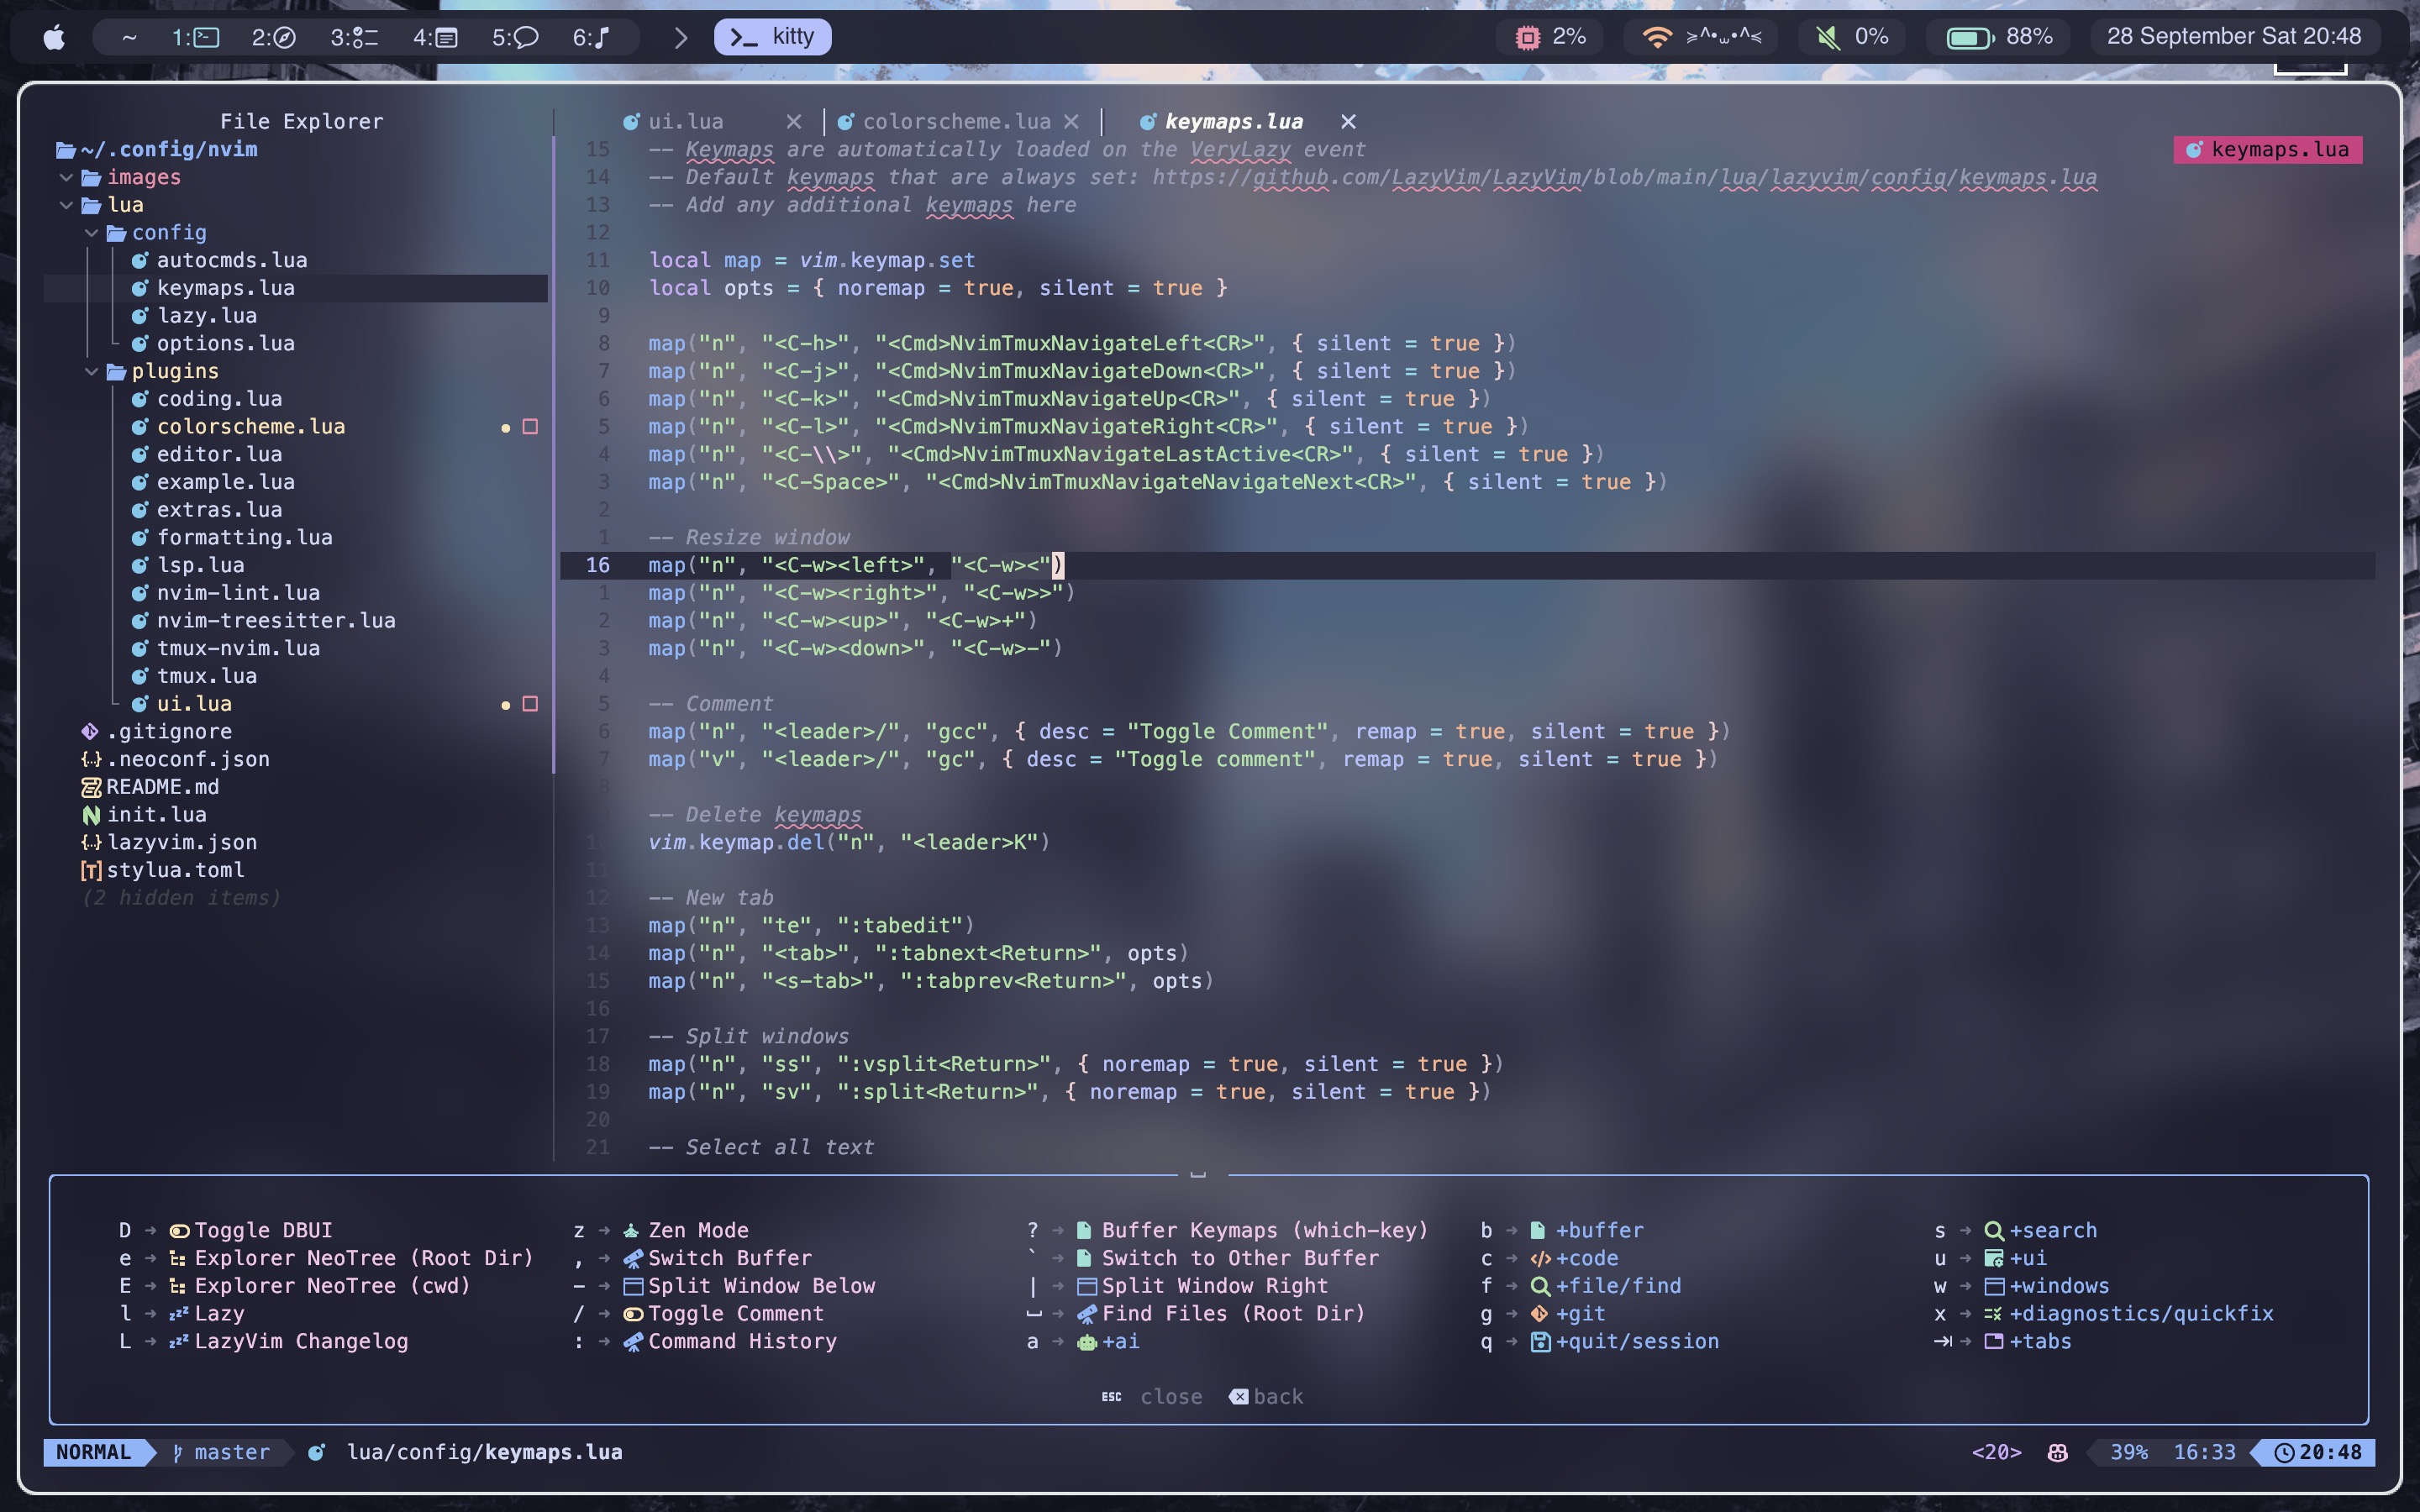 ~ 1: 2: 3: 4: 5: 6: kitty 2% ≽^•⩊•^≼ 0% 88% 28 September Sat 20:48
File Explorer
~/.config/nvim
images
lua
config
autocmds.lua
keymaps.lua
lazy.lua
options.lua
plugins
coding.lua
colorscheme.lua
editor.lua
example.lua
extras.lua
formatting.lua
lsp.lua
nvim-lint.lua
nvim-treesitter.lua
tmux-nvim.lua
tmux.lua
ui.lua
.gitignore
.neoconf.json
README.md
init.lua
lazyvim.json
stylua.toml
(2 hidden items)
ui.lua colorscheme.lua keymaps.lua
keymaps.lua
15 -- Keymaps are automatically loaded on the VeryLazy event
14 -- Default keymaps that are always set: https://github.com/LazyVim/LazyVim/blob/main/lua/lazyvim/config/keymaps.lua
13 -- Add any additional keymaps here
12
11 local map = vim.keymap.set
10 local opts = { noremap = true, silent = true }
9
8 map("n", "<C-h>", "<Cmd>NvimTmuxNavigateLeft<CR>", { silent = true })
7 map("n", "<C-j>", "<Cmd>NvimTmuxNavigateDown<CR>", { silent = true })
6 map("n", "<C-k>", "<Cmd>NvimTmuxNavigateUp<CR>", { silent = true })
5 map("n", "<C-l>", "<Cmd>NvimTmuxNavigateRight<CR>", { silent = true })
4 map("n", "<C-\\>", "<Cmd>NvimTmuxNavigateLastActive<CR>", { silent = true })
3 map("n", "<C-Space>", "<Cmd>NvimTmuxNavigateNavigateNext<CR>", { silent = true })
2
1 -- Resize window
16 map("n", "<C-w><left>", "<C-w><")
1 map("n", "<C-w><right>", "<C-w>>")
2 map("n", "<C-w><up>", "<C-w>+")
3 map("n", "<C-w><down>", "<C-w>-")
4
5 -- Comment
6 map("n", "<leader>/", "gcc", { desc = "Toggle Comment", remap = true, silent = true })
7 map("v", "<leader>/", "gc", { desc = "Toggle comment", remap = true, silent = true })
8
-- Delete keymaps
10 vim.keymap.del("n", "<leader>K")
11
12 -- New tab
13 map("n", "te", ":tabedit")
14 map("n", "<tab>", ":tabnext<Return>", opts)
15 map("n", "<s-tab>", ":tabprev<Return>", opts)
16
17 -- Split windows
18 map("n", "ss", ":vsplit<Return>", { noremap = true, silent = true })
19 map("n", "sv", ":split<Return>", { noremap = true, silent = true })
20
21 -- Select all text
D → Toggle DBUI z → Zen Mode ? → Buffer Keymaps (which-key) b → +buffer s → +search
e → Explorer NeoTree (Root Dir) , → Switch Buffer ` → Switch to Other Buffer c → +code u → +ui
E → Explorer NeoTree (cwd) - → Split Window Below | → Split Window Right f → +file/find w → +windows
l → Lazy / → Toggle Comment ␣ → Find Files (Root Dir) g → +git x → +diagnostics/quickfix
L → LazyVim Changelog : → Command History a → +ai q → +quit/session ⇥ → +tabs
ESC close back
NORMAL master lua/config/keymaps.lua <20> 39% 16:33 20:48